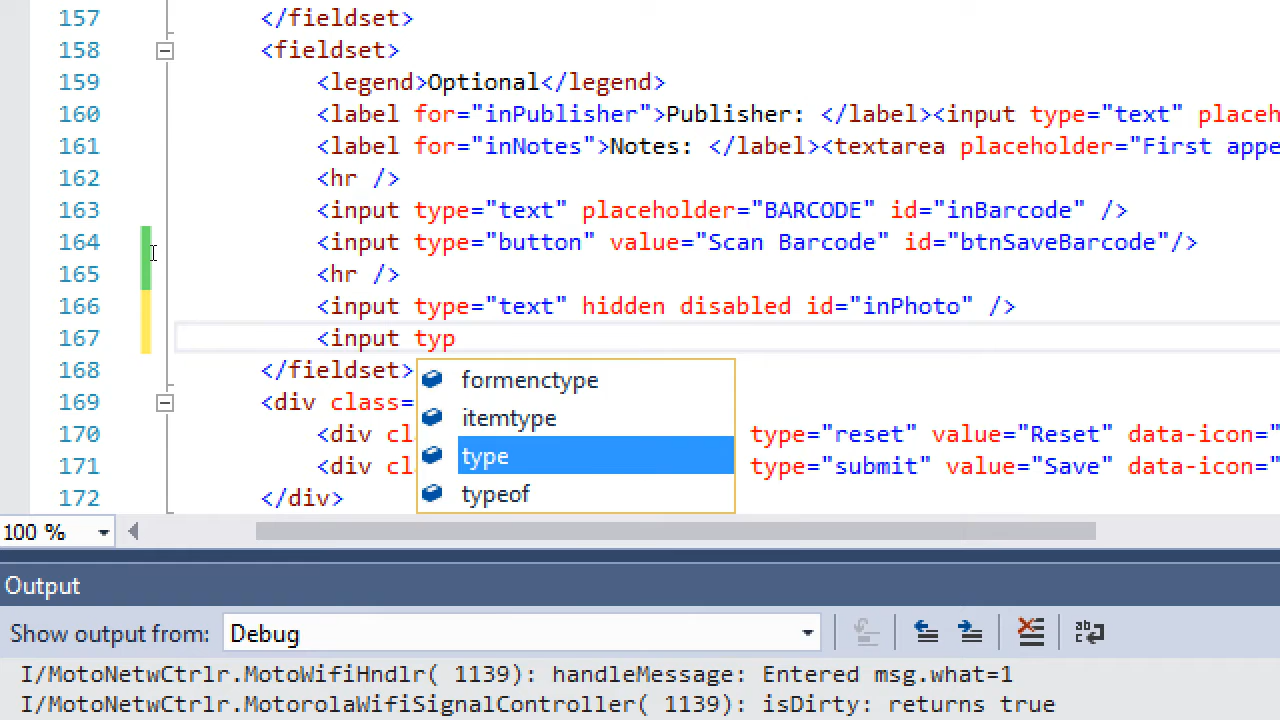 157 </fieldset>
158 <fieldset>
159 <legend>Optional</legend>
160 <label for="inPublisher">Publisher: </label><input type="text" placeh
161 <label for="inNotes">Notes: </label><textarea placeholder="First appe
162 <hr />
163 <input type="text" placeholder="BARCODE" id="inBarcode" />
164 <input type="button" value="Scan Barcode" id="btnSaveBarcode"/>
165 <hr />
166 <input type="text" hidden disabled id="inPhoto" />
167 <input typ
168 </fieldset>
formenctype
169 <div class=
itemtype
170 <div cl type="reset" value="Reset" data-icon="
type
171 <div cl type="submit" value="Save" data-icon="
typeof
172 </div>
100 %
Output
Show output from: Debug
I/MotoNetwCtrlr.MotoWifiHndlr( 1139): handleMessage: Entered msg.what=1
I/MotoNetwCtrlr.MotorolaWifiSignalController( 1139): isDirty: returns true